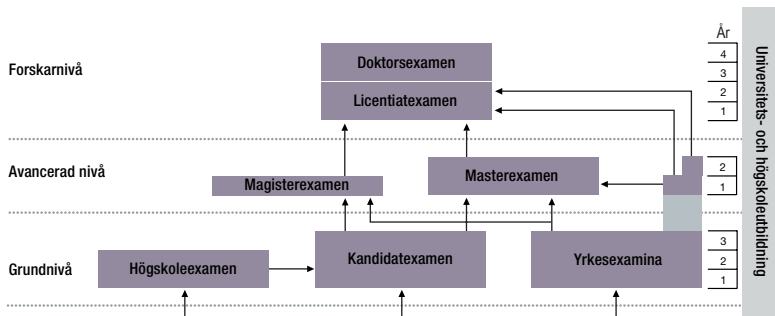 År
Forskarnivå
Doktorsexamen
Licentiatexamen
4
3
2
1
Avancerad nivå
Magisterexamen
Masterexamen
2
1
Grundnivå
Högskoleexamen
Kandidatexamen
Yrkesexamina
3
2
1
Universitets- och högskoleutbildning